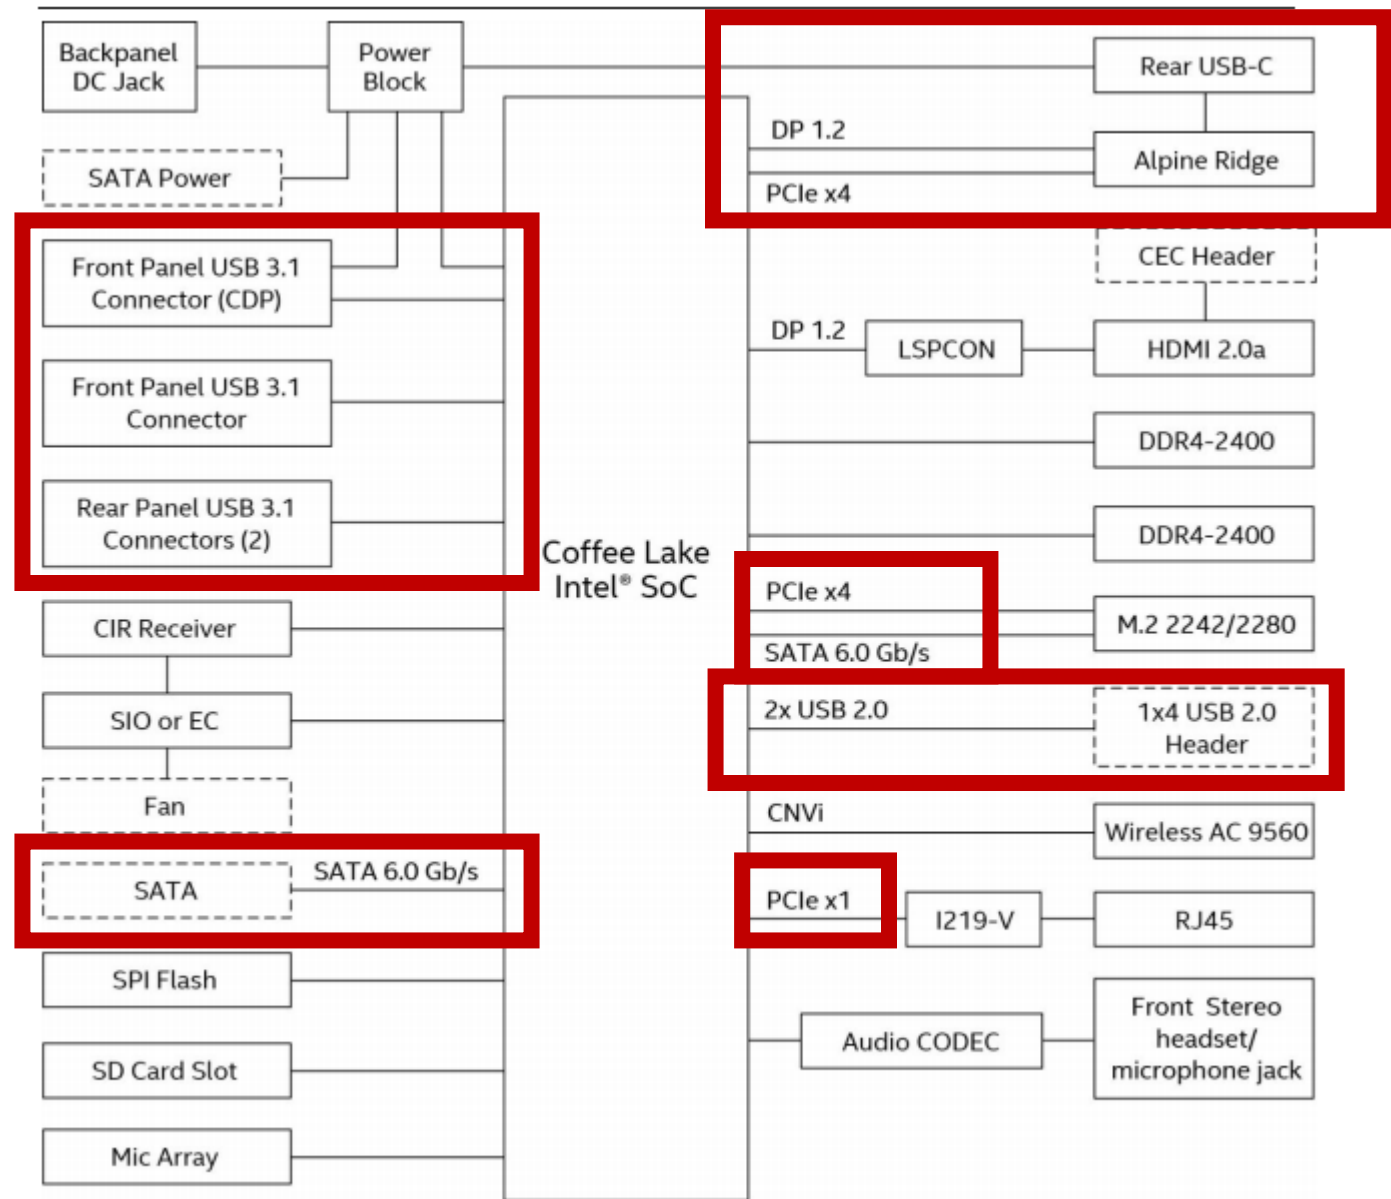 Backpanel
DC Jack
Power
Block
Rear USB-C
DP 1.2
Alpine Ridge
PCIe x4
SATA Power
Front Panel USB 3.1
Connector (CDP)
CEC Header
DP 1.2
LSPCON
HDMI 2.0a
Front Panel USB 3.1
Connector
DDR4-2400
Rear Panel USB 3.1
Connectors (2)
DDR4-2400
Coffee Lake
Intel® SoC
PCIe x4
M.2 2242/2280
SATA 6.0 Gb/s
CIR Receiver
2x USB 2.0
1x4 USB 2.0
Header
SIO or EC
Fan
CNVi
Wireless AC 9560
SATA 6.0 Gb/s
SATA
PCIe x1
I219-V
RJ45
SPI Flash
Front Stereo
headset/
microphone jack
Audio CODEC
SD Card Slot
Mic Array